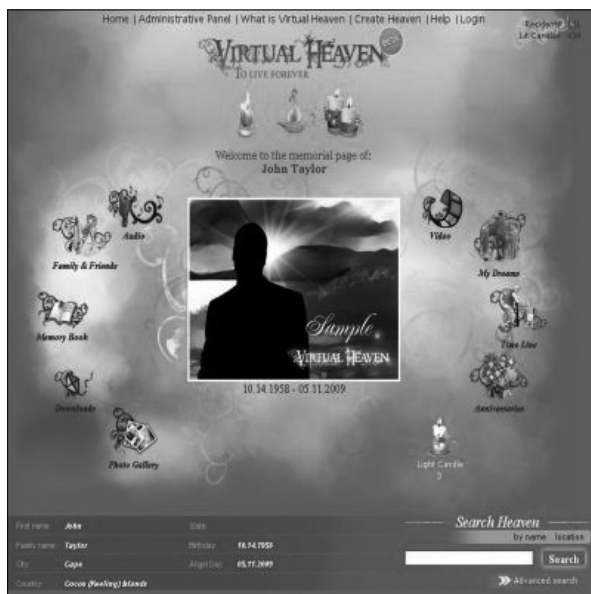 Home | Administrative Panel | What is Virtual Heaven | Create Heaven | Help | Login
VIRTUAL HEAVEN
TO LIVE FOREVER
Welcome to the memorial page of:
John Taylor
Audio
Video
Family & Friends
My Dreams
Memory Book
Time Line
Downloads
Anniversaries
Photo Gallery
Sample
VIRTUAL HEAVEN
10.14.1958 - 05.11.2009
Light Candle
3
First name: John
State:
Family name: Taylor
Birthday: 10.14.1958
City: Cape
Angel Day: 05.11.2009
Country: Cocos (Keeling) Islands
Search Heaven
by name location
Search
Advanced search